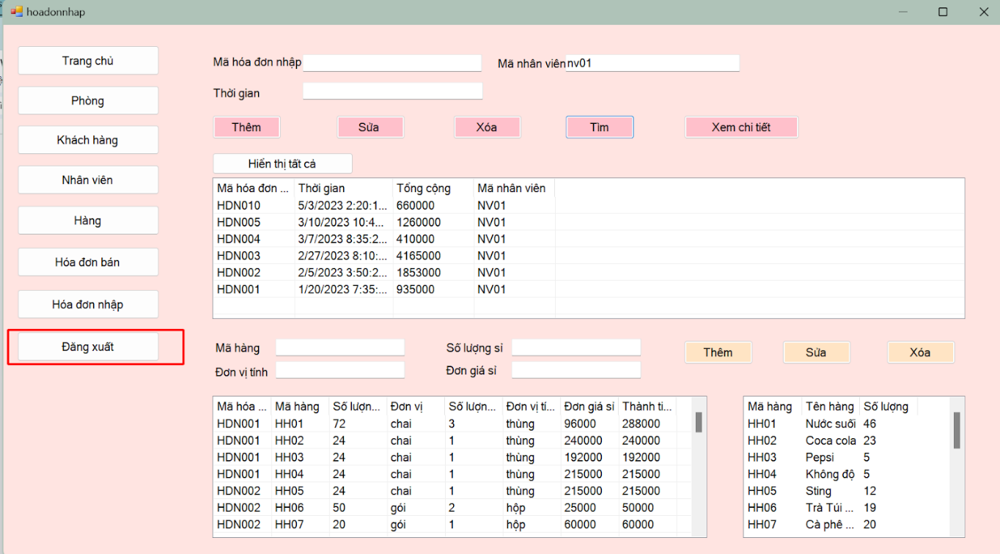 hoadonnhap
Trang chủ
Phòng
Khách hàng
Nhân viên
Hàng
Hóa đơn bán
Hóa đơn nhập
Đăng xuất
Mã hóa đơn nhập
Mã nhân viên nv01
Thời gian
Thêm Sửa Xóa Tìm Xem chi tiết
Hiển thị tất cả
Mã hóa đơn ... Thời gian Tổng cộng Mã nhân viên
HDN010 5/3/2023 2:20:1... 660000 NV01
HDN005 3/10/2023 10:4... 1260000 NV01
HDN004 3/7/2023 8:35:2... 410000 NV01
HDN003 2/27/2023 8:10:... 4165000 NV01
HDN002 2/5/2023 3:50:2... 1853000 NV01
HDN001 1/20/2023 7:35:... 935000 NV01
Mã hàng Số lượng sỉ Thêm Sửa Xóa
Đơn vị tính Đơn giá sỉ
Mã hóa ... Mã hàng Số lượn... Đơn vị Số lượn... Đơn vị tí... Đơn giá sỉ Thành ti...
HDN001 HH01 72 chai 3 thùng 96000 288000
HDN001 HH02 24 chai 1 thùng 240000 240000
HDN001 HH03 24 chai 1 thùng 192000 192000
HDN001 HH04 24 chai 1 thùng 215000 215000
HDN002 HH05 24 chai 1 thùng 215000 215000
HDN002 HH06 50 gói 2 hộp 25000 50000
HDN002 HH07 20 gói 1 hộp 60000 60000
Mã hàng Tên hàng Số lượng
HH01 Nước suối 46
HH02 Coca cola 23
HH03 Pepsi 5
HH04 Không độ 5
HH05 Sting 12
HH06 Trà Túi ... 19
HH07 Cà phê ... 20